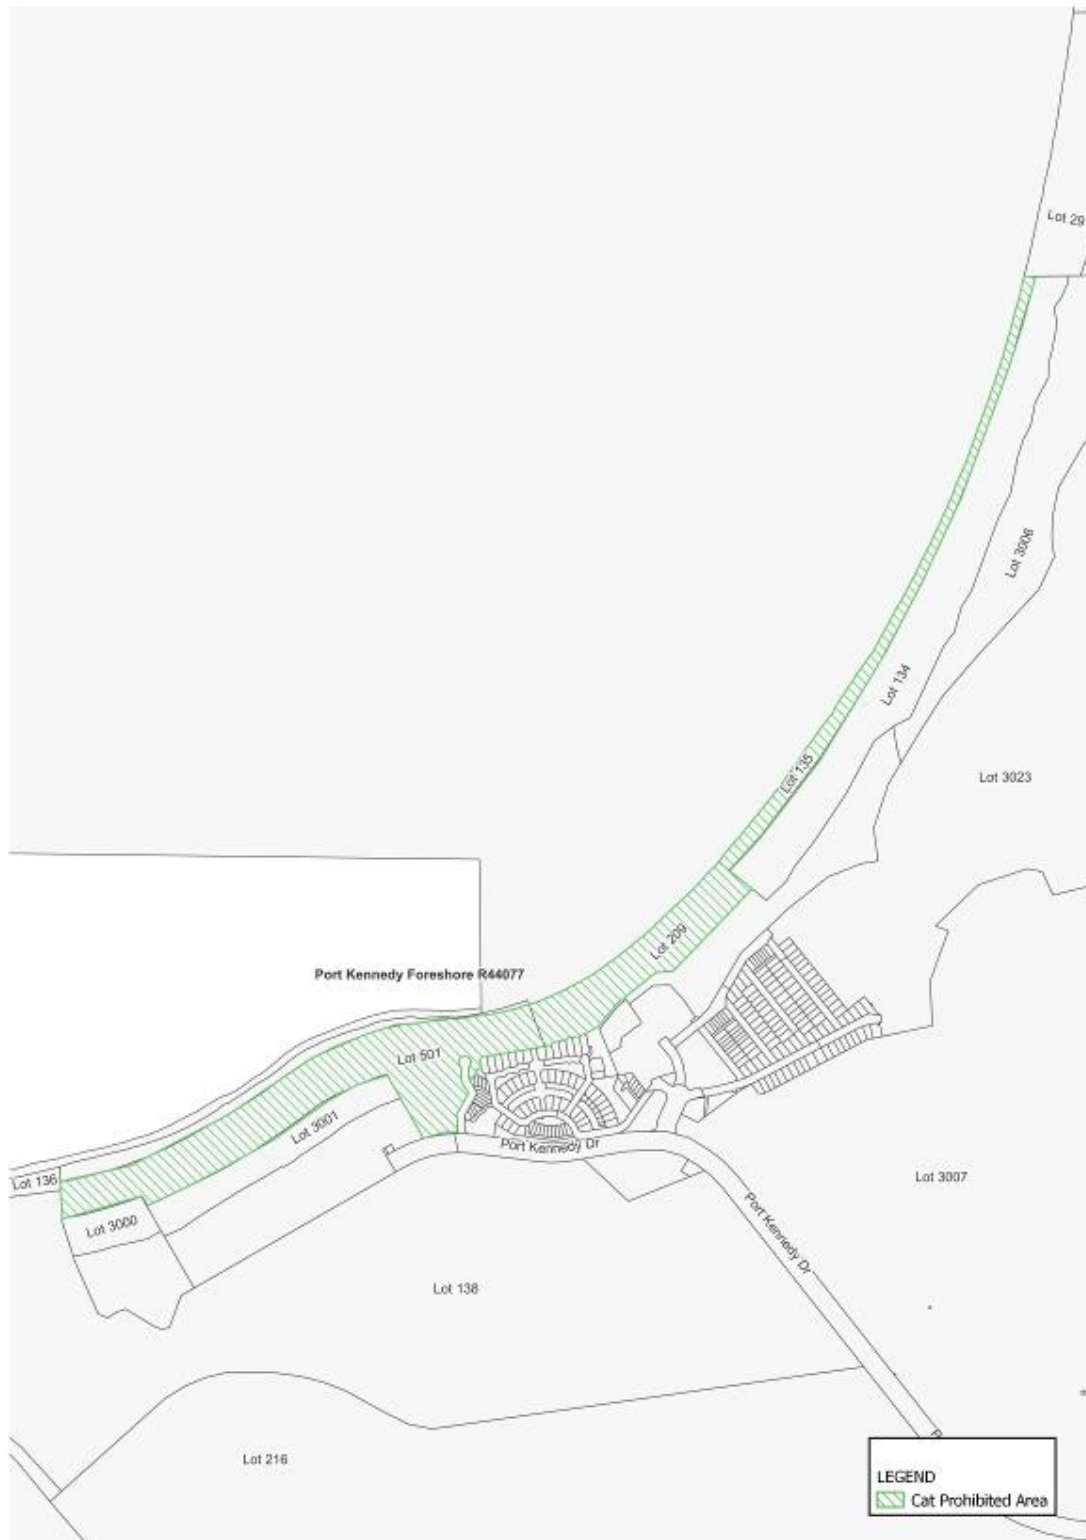 Lot 29
Lot 3006
Lot 134
Lot 135
Lot 3023
Lot 209
Port Kennedy Foreshore R44077
Lot 501
Lot 3001
Port Kennedy Dr
Lot 136
Lot 3007
Lot 3000
Port Kennedy Dr
Lot 138
Lot 216
LEGEND
Cat Prohibited Area